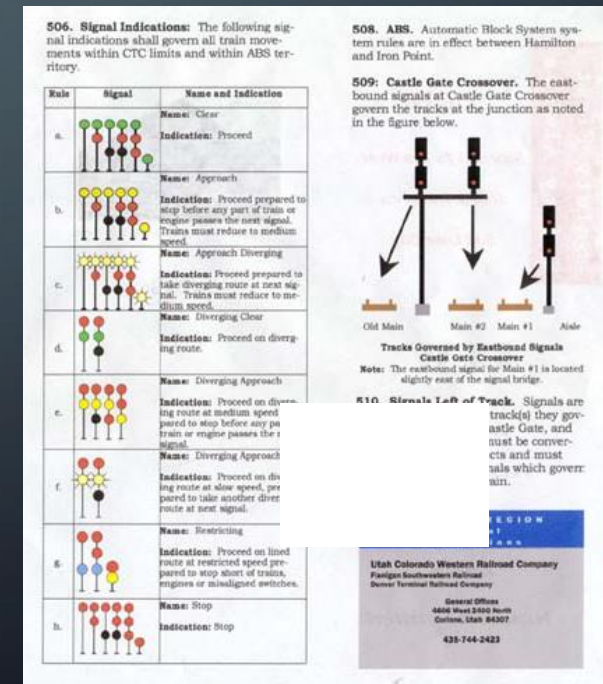 506. Signal Indications: The following sig-
nal indications shall govern all train move-
ments within CTC limits and within ABS ter-
ritory.
Rule Signal Name and Indication
a.
Name: Clear
Indication: Proceed
b.
Name: Approach
Indication: Proceed prepared to
stop before any part of train or
engine passes the next signal.
Trains must reduce to medium
speed.
c.
Name: Approach Diverging
Indication: Proceed prepared to
take diverging route at next sig-
nal. Trains must reduce to me-
dium speed.
d.
Name: Diverging Clear
Indication: Proceed on diverg-
ing route.
e.
Name: Diverging Approach
Indication: Proceed on
ing route at medium speed
pared to stop before any
train or engine passes the
signal.
f.
Name: Diverging Approach
Indication: Proceed on
ing route at slow speed,
pared to take another
route at next signal.
g.
Name: Restricting
Indication: Proceed on lined
route at restricted speed pre-
pared to stop short of trains,
engines or misaligned switches.
h.
Name: Stop
Indication: Stop
508. ABS. Automatic Block System sys-
tem rules are in effect between Hamilton
and Iron Point.
509: Castle Gate Crossover. The east-
bound signals at Castle Gate Crossover
govern the tracks at the junction as noted
in the figure below.
Old Main Main #2 Main #1 Aisle
Tracks Governed by Eastbound Signals
Castle Gate Crossover
Note: The eastbound signal for Main #1 is located
slightly east of the signal bridge.
510. Signals Left of Track. Signals are
track(s) they gov-
astle Gate, and
must be conver-
cts and must
nals which govern
ain.
REGION
Utah Colorado Western Railroad Company
Flanigan Southwestern Railroad
Denver Terminal Railroad Company
General Offices
4606 West 2400 North
Corinne, Utah 84307
435-744-2423